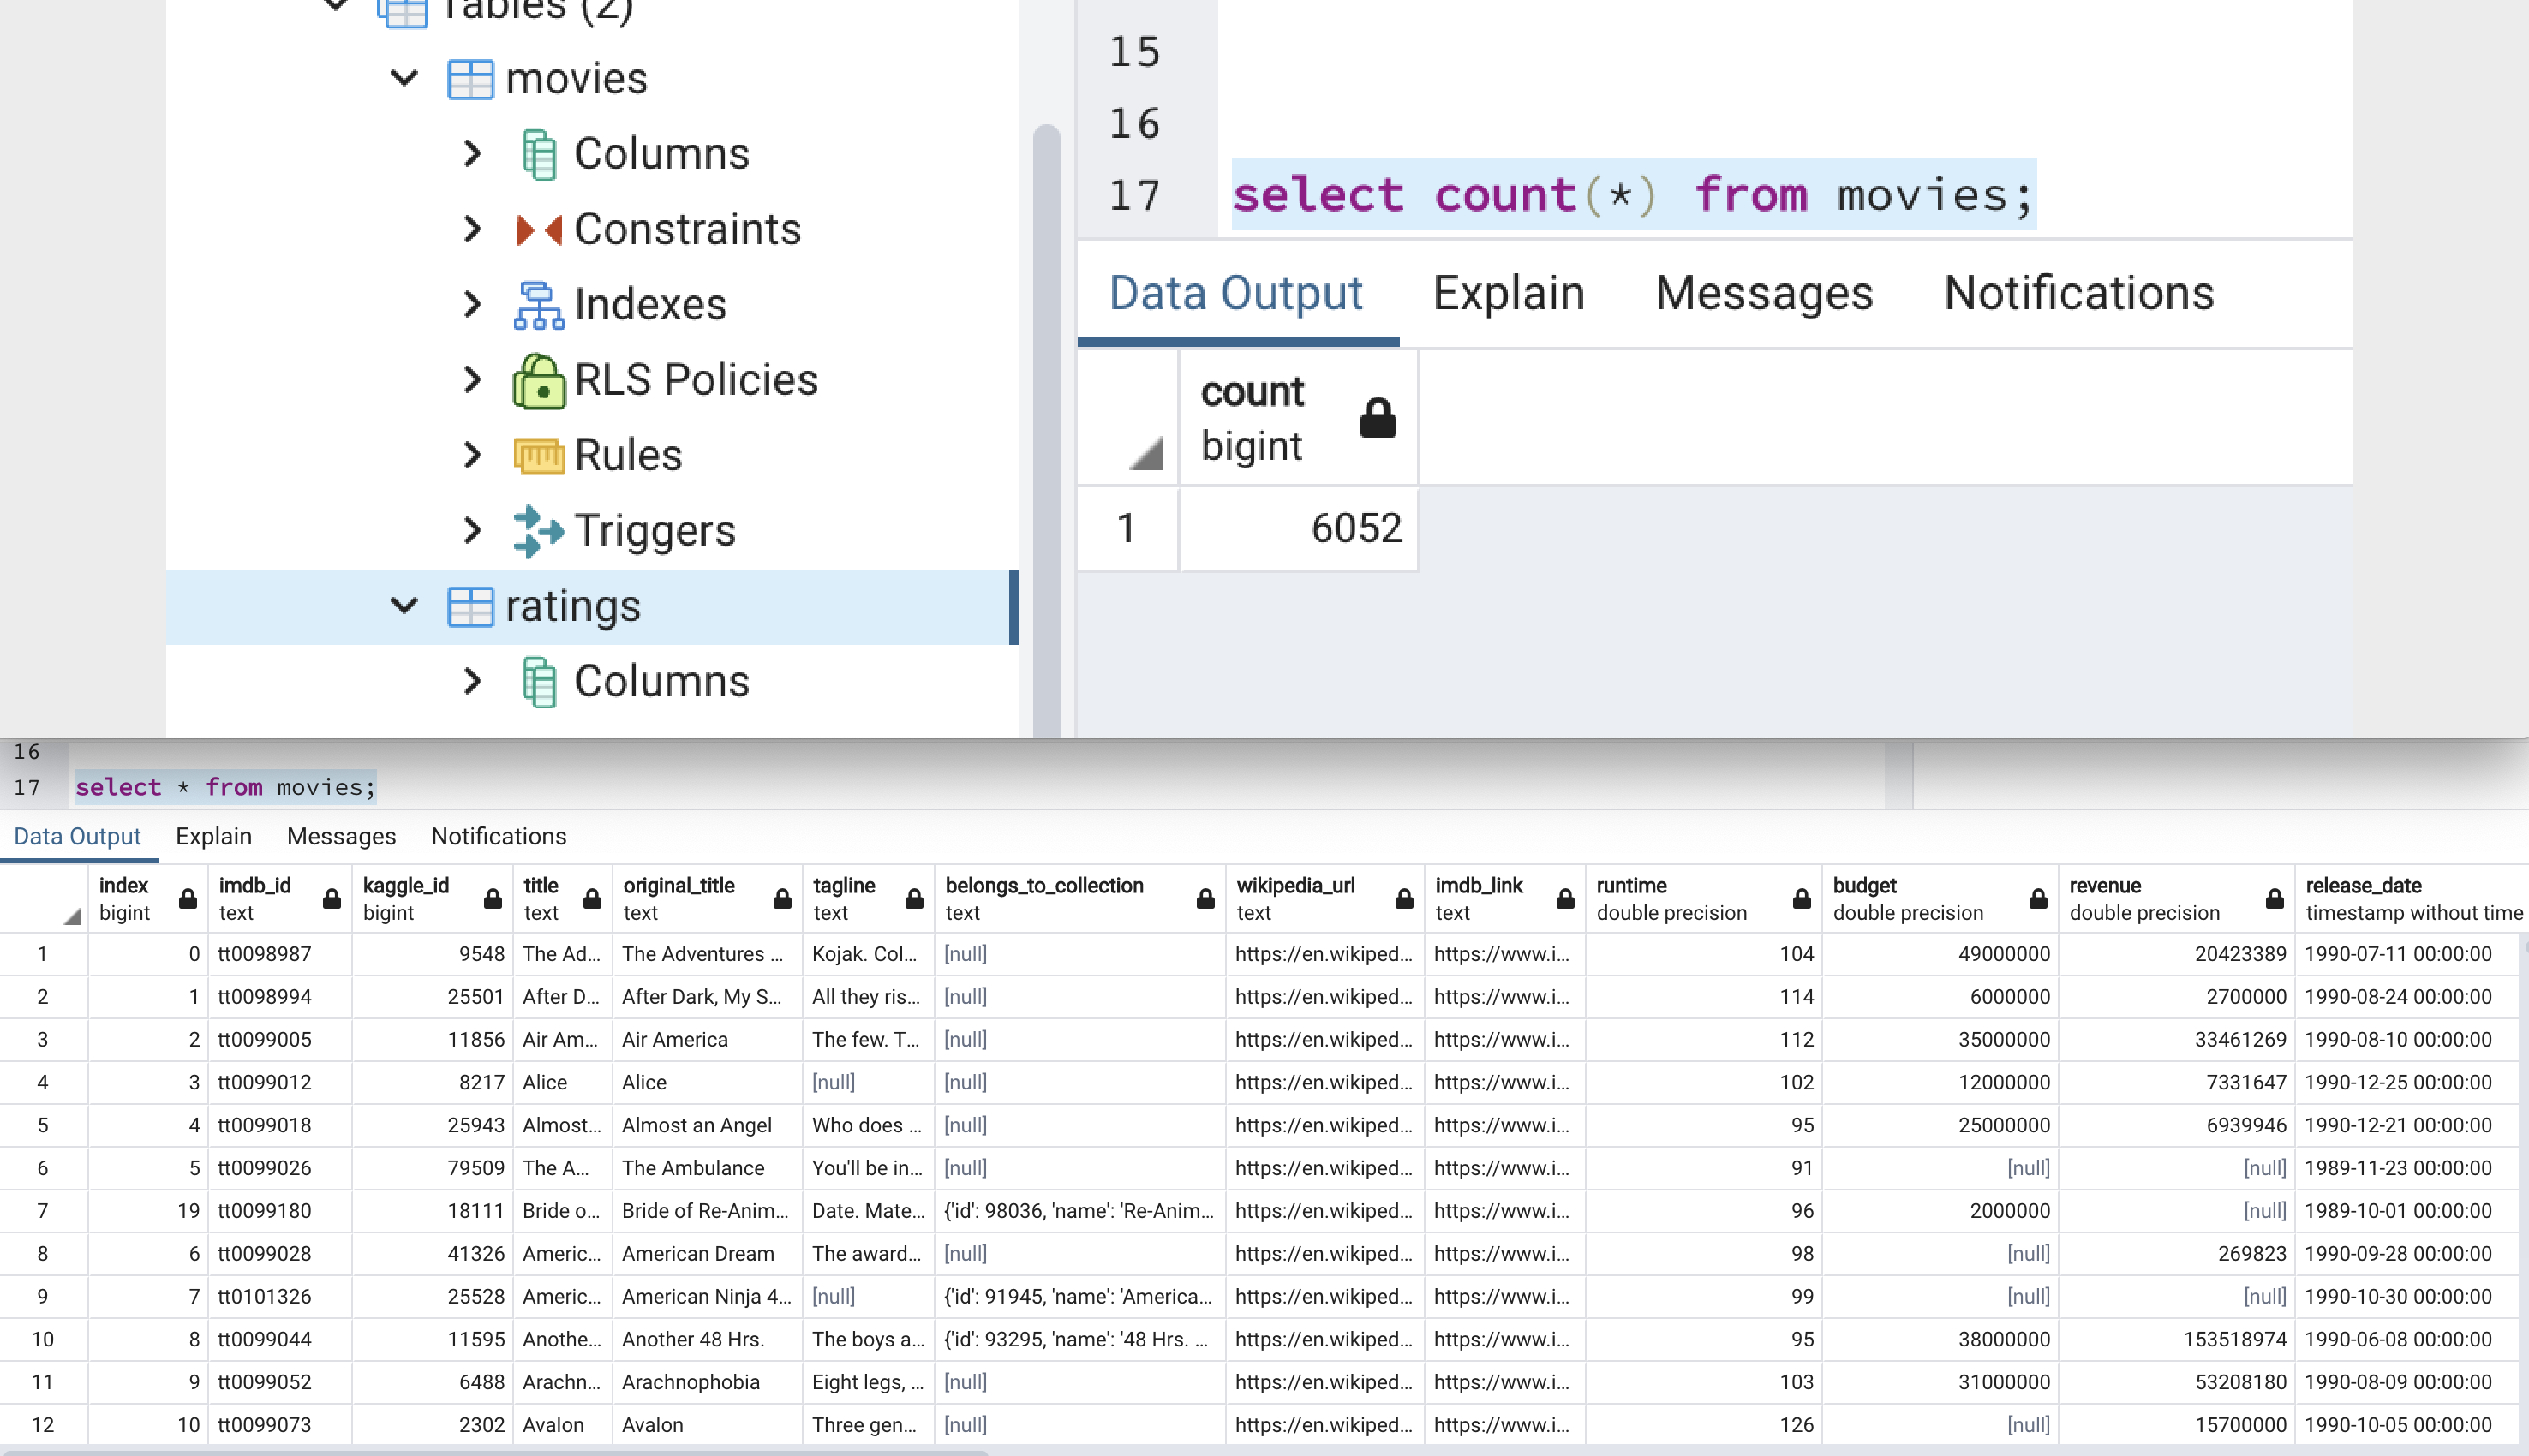 Tables (2)
movies
Columns
Constraints
Indexes
RLS Policies
Rules
Triggers
ratings
Columns
15
16
17 select count(*) from movies;
Data Output Explain Messages Notifications
count
bigint
1 6052
16
17 select * from movies;
Data Output Explain Messages Notifications
index imdb_id kaggle_id title original_title tagline belongs_to_collection wikipedia_url imdb_link runtime budget revenue release_date
bigint text bigint text text text text text text double precision double precision double precision timestamp without time
1 0 tt0098987 9548 The Ad... The Adventures ... Kojak. Col... [null] https://en.wikiped... https://www.i... 104 49000000 20423389 1990-07-11 00:00:00
2 1 tt0098994 25501 After D... After Dark, My S... All they ris... [null] https://en.wikiped... https://www.i... 114 6000000 2700000 1990-08-24 00:00:00
3 2 tt0099005 11856 Air Am... Air America The few. T... [null] https://en.wikiped... https://www.i... 112 35000000 33461269 1990-08-10 00:00:00
4 3 tt0099012 8217 Alice Alice [null] [null] https://en.wikiped... https://www.i... 102 12000000 7331647 1990-12-25 00:00:00
5 4 tt0099018 25943 Almost... Almost an Angel Who does ... [null] https://en.wikiped... https://www.i... 95 25000000 6939946 1990-12-21 00:00:00
6 5 tt0099026 79509 The A... The Ambulance You'll be in... [null] https://en.wikiped... https://www.i... 91 [null] [null] 1989-11-23 00:00:00
7 19 tt0099180 18111 Bride o... Bride of Re-Anim... Date. Mate... {'id': 98036, 'name': 'Re-Anim... https://en.wikiped... https://www.i... 96 2000000 [null] 1989-10-01 00:00:00
8 6 tt0099028 41326 Americ... American Dream The award... [null] https://en.wikiped... https://www.i... 98 [null] 269823 1990-09-28 00:00:00
9 7 tt0101326 25528 Americ... American Ninja 4... [null] {'id': 91945, 'name': 'America... https://en.wikiped... https://www.i... 99 [null] [null] 1990-10-30 00:00:00
10 8 tt0099044 11595 Anothe... Another 48 Hrs. The boys a... {'id': 93295, 'name': '48 Hrs. ... https://en.wikiped... https://www.i... 95 38000000 153518974 1990-06-08 00:00:00
11 9 tt0099052 6488 Arachn... Arachnophobia Eight legs, ... [null] https://en.wikiped... https://www.i... 103 31000000 53208180 1990-08-09 00:00:00
12 10 tt0099073 2302 Avalon Avalon Three gen... [null] https://en.wikiped... https://www.i... 126 [null] 15700000 1990-10-05 00:00:00